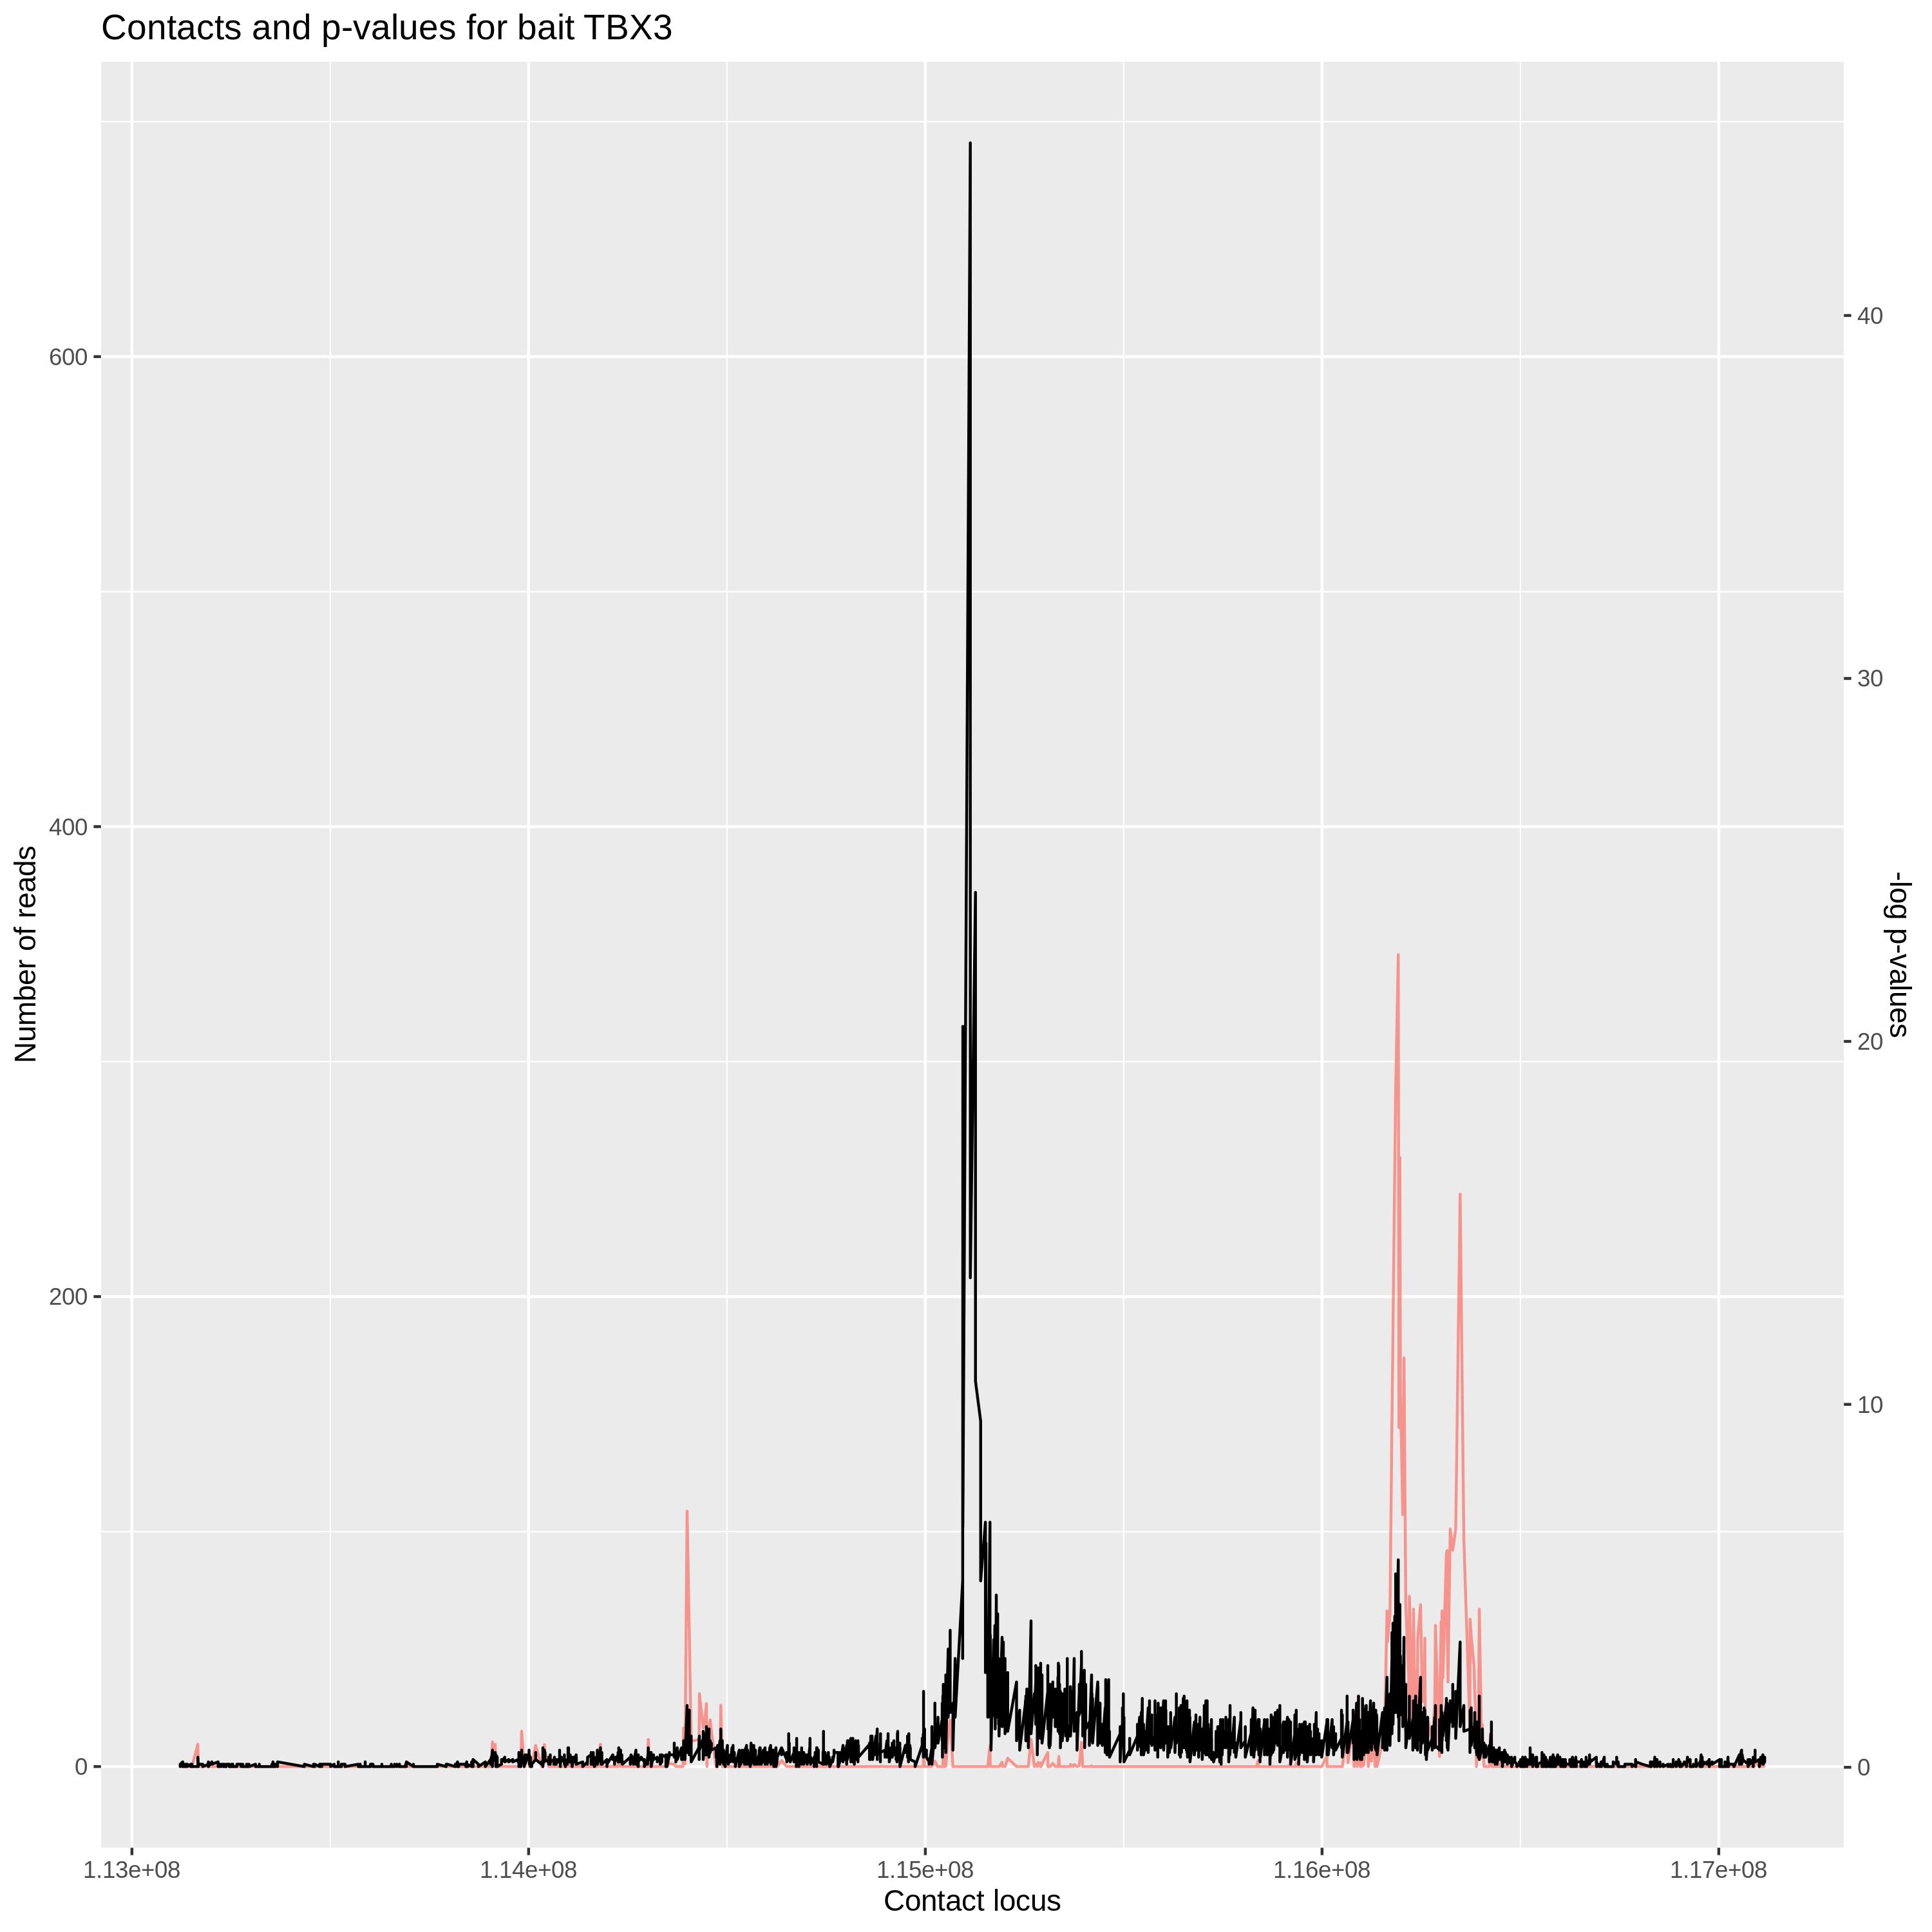 Contacts and p-values for bait TBX3
600
400
200
0
Number of reads
40
30
20
10
0
-log p-values
1.13e+08
1.14e+08
1.15e+08
1.16e+08
1.17e+08
Contact locus